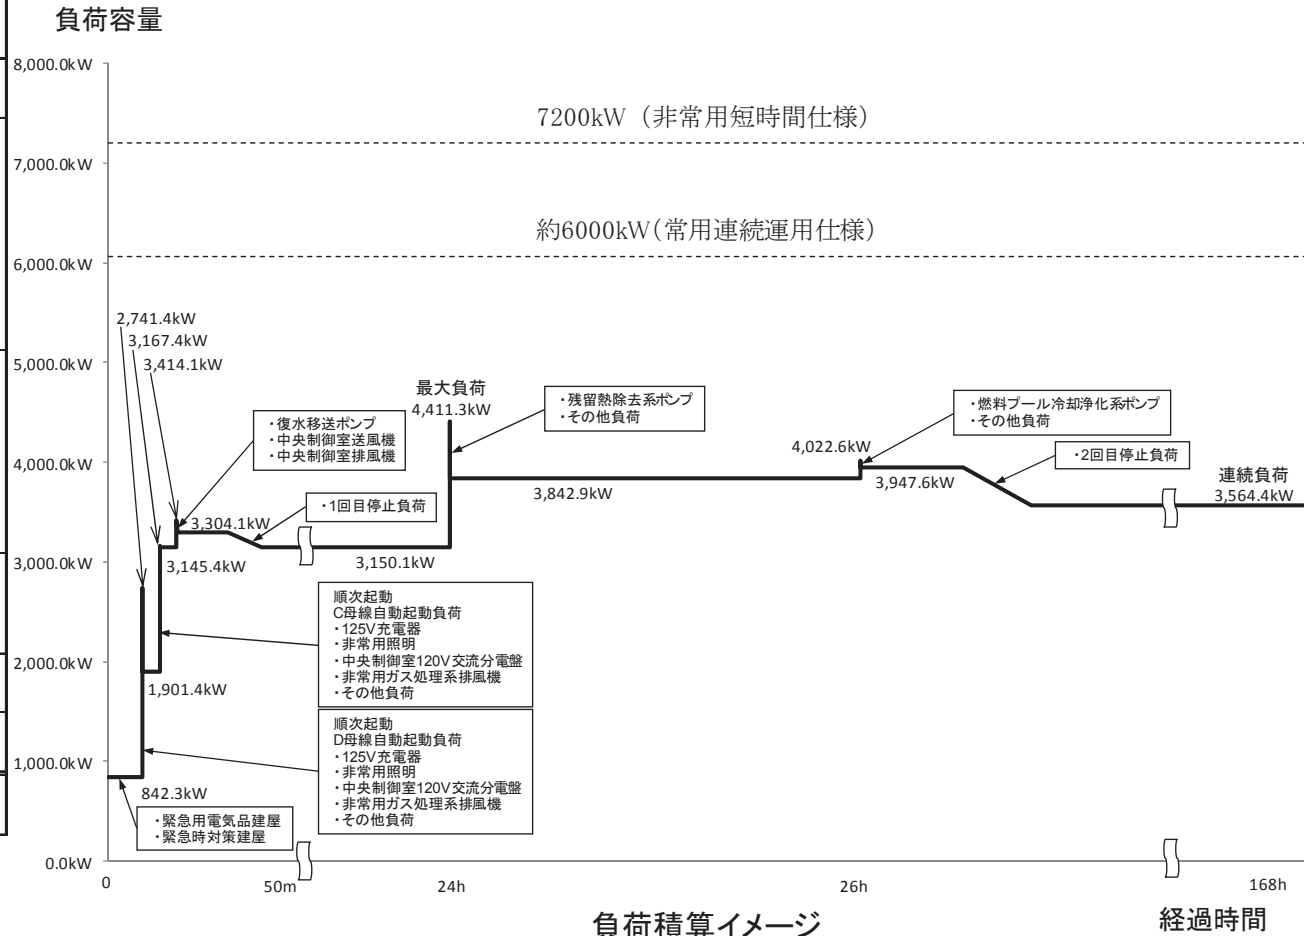 負荷容量
8,000.0kW
7200kW（非常用短時間仕様）
7,000.0kW
約6000kW（常用連続運用仕様）
6,000.0kW
2,741.4kW
3,167.4kW
3,414.1kW
5,000.0kW
最大負荷
4,411.3kW
・残留熱除去系ポンプ
・その他負荷
・燃料プール冷却浄化系ポンプ
・その他負荷
・復水移送ポンプ
・中央制御室送風機
・中央制御室排風機
4,000.0kW
4,022.6kW
・2回目停止負荷
3,842.9kW
3,947.6kW
連続負荷
3,564.4kW
・1回目停止負荷
3,304.1kW
3,000.0kW
3,145.4kW
3,150.1kW
順次起動
C母線自動起動負荷
・125V充電器
・非常用照明
・中央制御室120V交流分電盤
・非常用ガス処理系排風機
・その他負荷
2,000.0kW
1,901.4kW
順次起動
D母線自動起動負荷
・125V充電器
・非常用照明
・中央制御室120V交流分電盤
・非常用ガス処理系排風機
・その他負荷
1,000.0kW
842.3kW
・緊急用電気品建屋
・緊急時対策建屋
0.0kW
0
50m
24h
26h
168h
負荷積算イメージ
経過時間